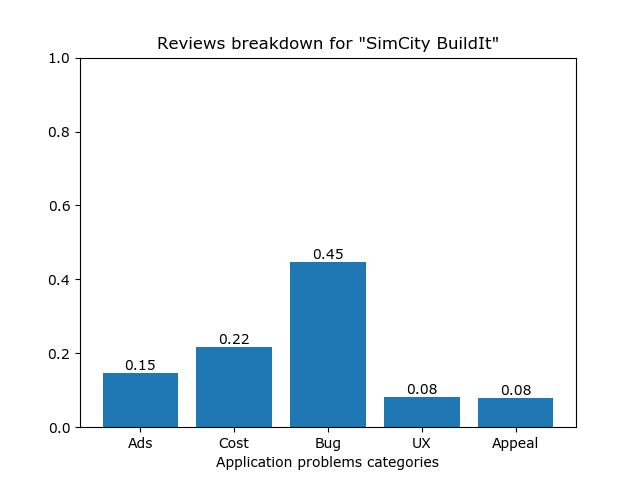 Reviews breakdown for "SimCity BuildIt"
1.0
0.8
0.6
0.4
0.2
0.0
0.15
0.22
0.45
0.08
0.08
Ads
Cost
Bug
UX
Appeal
Application problems categories